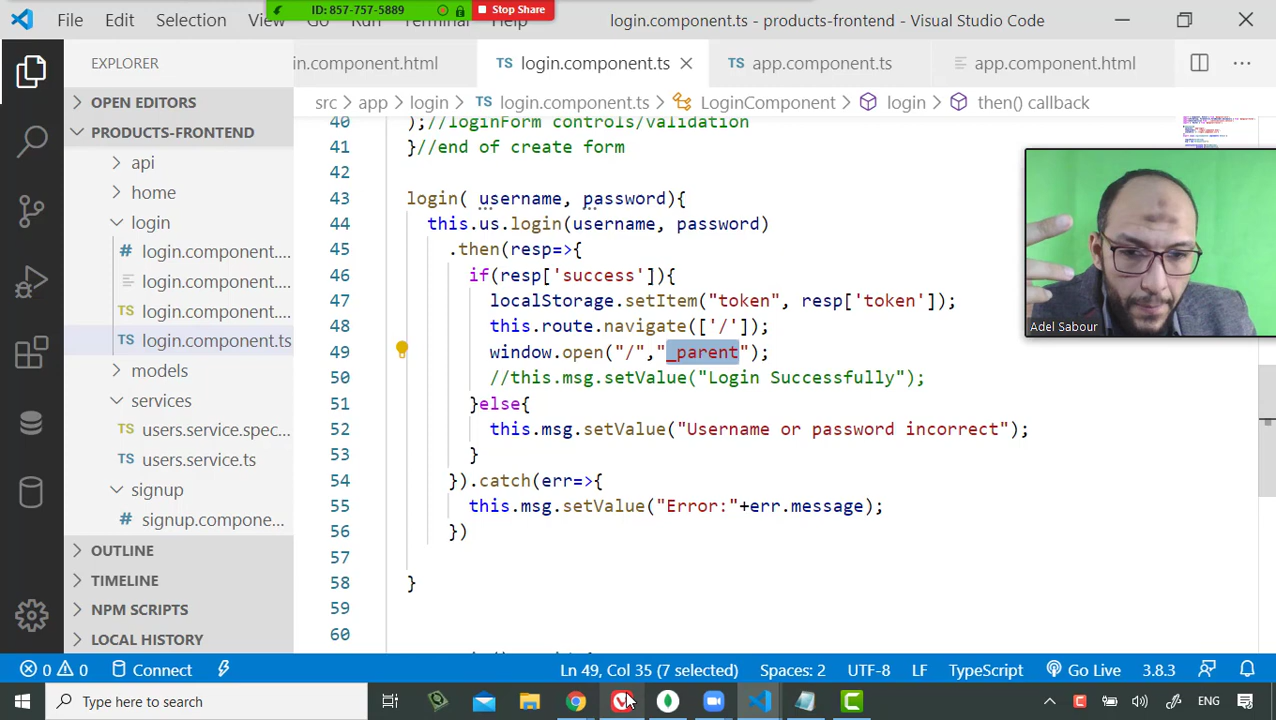 ID: 857-757-5889
Stop Share
File
Edit
Selection
login.component.ts - products-frontend - Visual Studio Code
EXPLORER
in.component.html
TS login.component.ts
TS app.component.ts
app.component.html
OPEN EDITORS
src > app > login > TS login.component.ts > LoginComponent > login > then() callback
PRODUCTS-FRONTEND
api
home
login
# login.component....
login.component....
TS login.component....
TS login.component.ts
models
services
TS users.service.spec...
TS users.service.ts
signup
# signup.compone...
OUTLINE
TIMELINE
NPM SCRIPTS
LOCAL HISTORY
40 );//loginForm controls/validation
41 }//end of create form
42
43 login( username, password){
44 this.us.login(username, password)
45 .then(resp=>{
46 if(resp['success']){
47 localStorage.setItem("token", resp['token']);
48 this.route.navigate(['/']);
49 window.open("/","_parent");
50 //this.msg.setValue("Login Successfully");
51 }else{
52 this.msg.setValue("Username or password incorrect");
53 }
54 }).catch(err=>{
55 this.msg.setValue("Error:"+err.message);
56 })
57
58 }
59
60
0 0
Connect
Ln 49, Col 35 (7 selected)
Spaces: 2
UTF-8
LF
TypeScript
Go Live
3.8.3
Type here to search
ENG